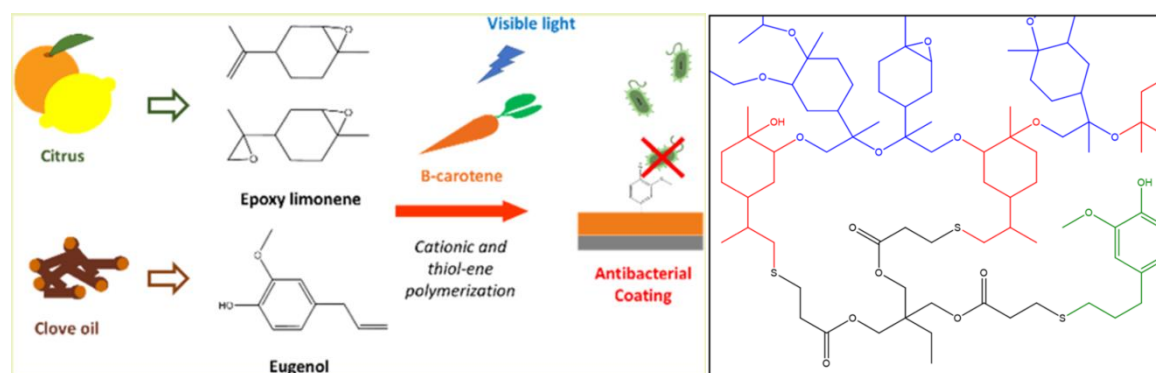 Citrus
Clove oil
O
O
O
Epoxy limonene
O
HO
Eugenol
Visible light
B-carotene
Cationic and
thiol-ene
polymerization
Antibacterial
Coating
O
O
O
O
O
OH
O
O
O
O
O
OH
O
S
S
O
O
O
O
O
O
S